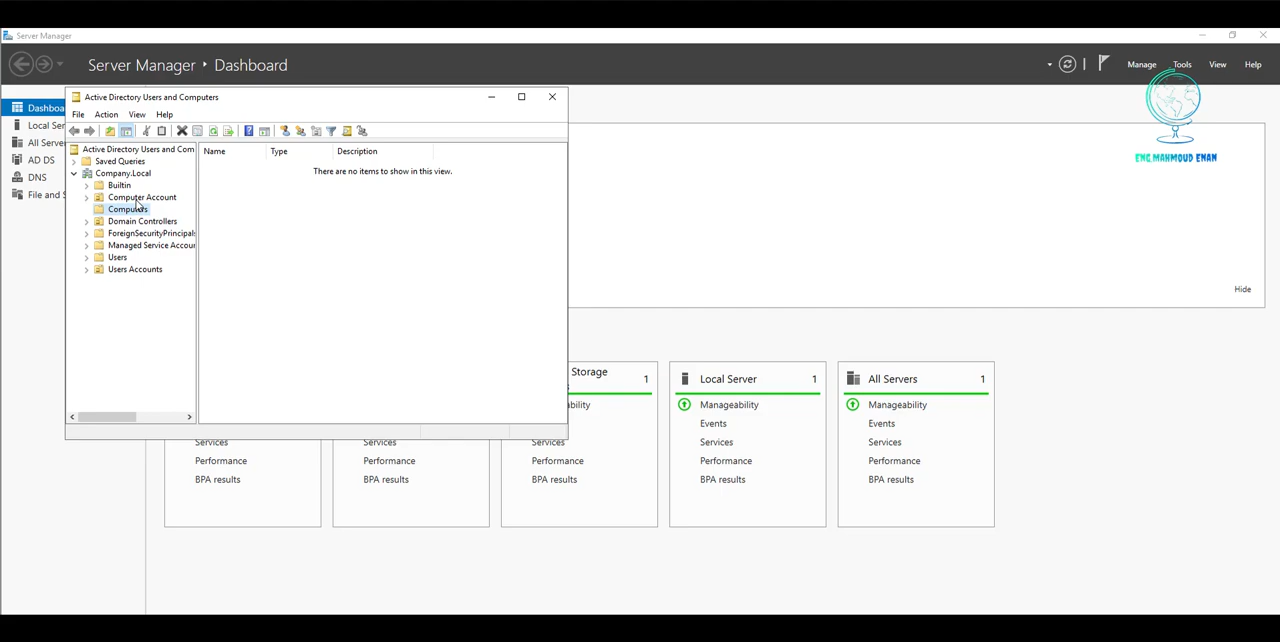 Server Manager
Server Manager
Dashboard
Manage
Tools
View
Help
ENG.MAHMOUD ENAN
Dashboa
Local Ser
All Server
AD DS
DNS
File and S
Active Directory Users and Computers
File
Action
View
Help
Active Directory Users and Com
Saved Queries
Company.Local
Builtin
Computer Account
Computers
Domain Controllers
ForeignSecurityPrincipals
Managed Service Accour
Users
Users Accounts
Name
Type
Description
There are no items to show in this view.
Hide
Storage
1
Local Server
1
All Servers
1
Manageability
Manageability
Events
Events
Services
Services
Services
Services
Services
Performance
Performance
Performance
Performance
Performance
BPA results
BPA results
BPA results
BPA results
BPA results